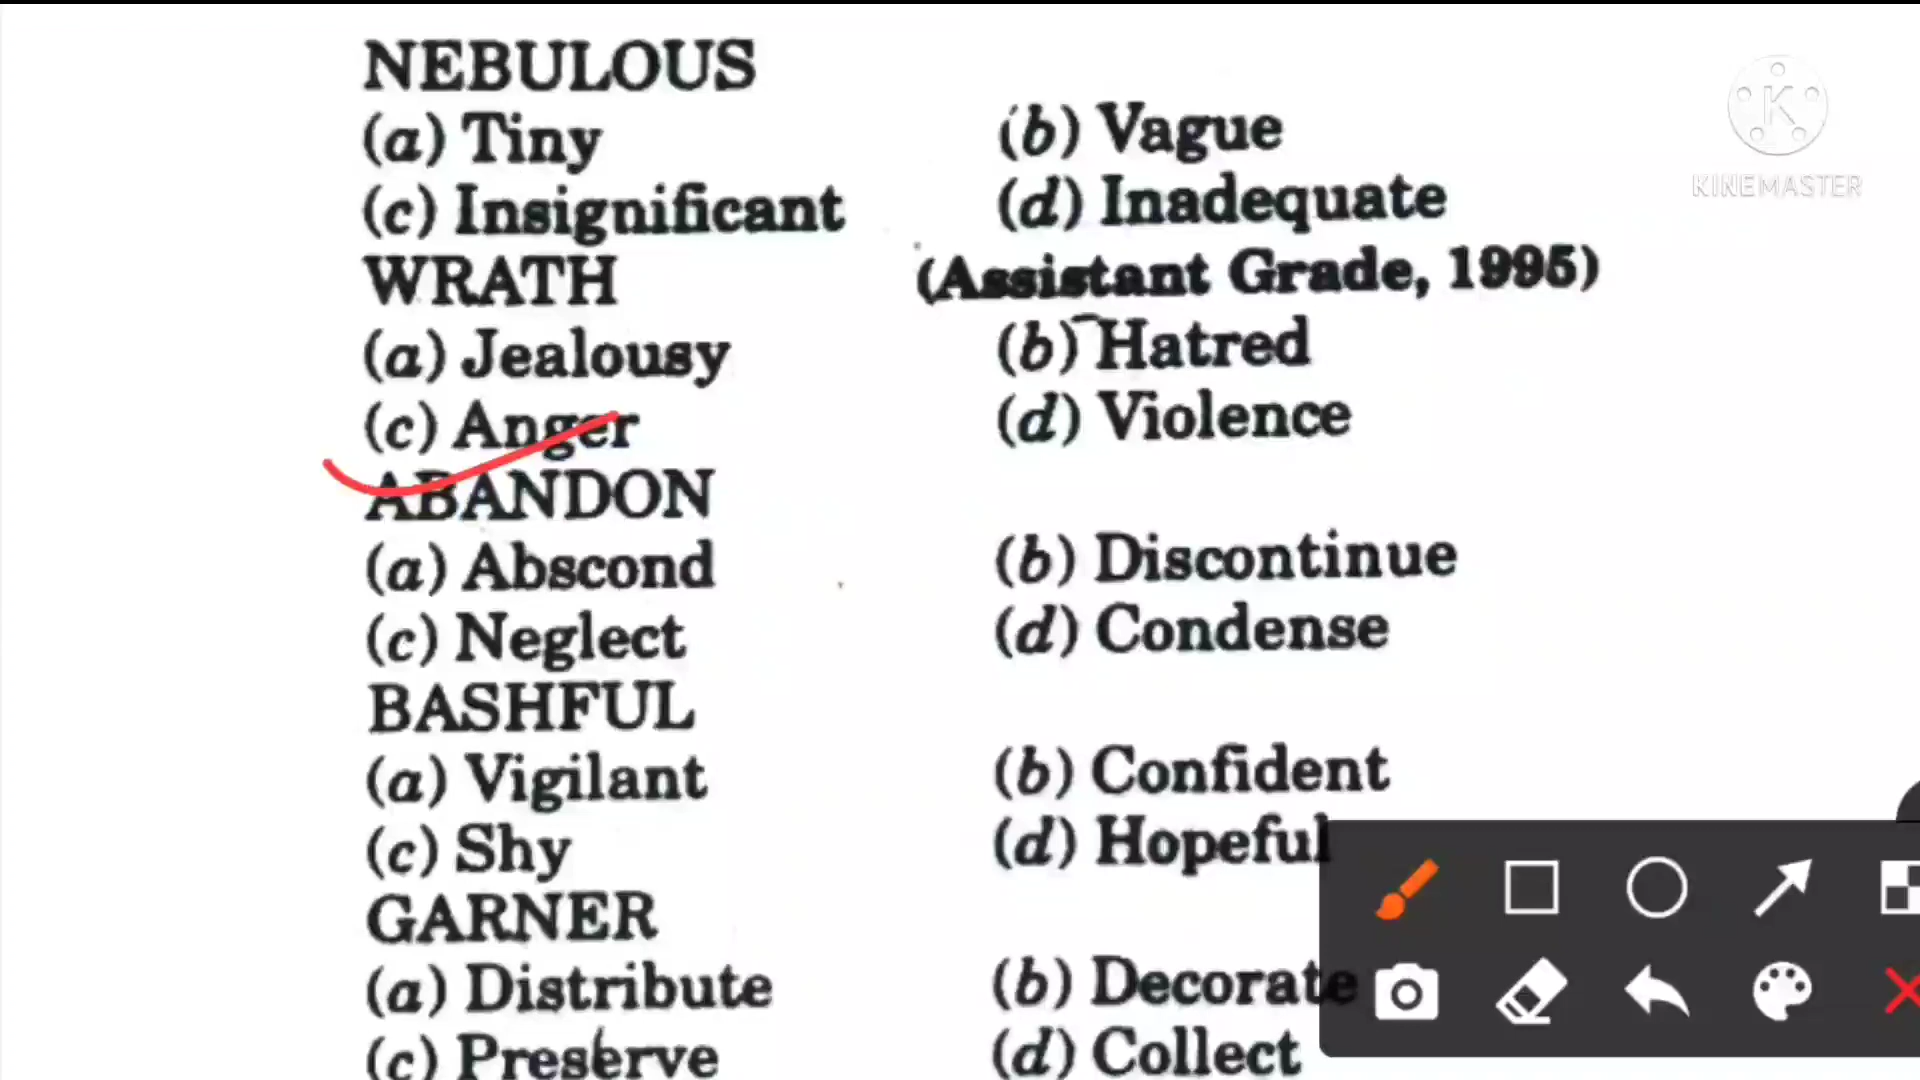 NEBULOUS
(a) Tiny (b) Vague
(c) Insignificant (d) Inadequate
WRATH (Assistant Grade, 1995)
(a) Jealousy (b) Hatred
(c) Anger (d) Violence
ABANDON
(a) Abscond (b) Discontinue
(c) Neglect (d) Condense
BASHFUL
(a) Vigilant (b) Confident
(c) Shy (d) Hopeful
GARNER
(a) Distribute (b) Decorate
(c) Preserve (d) Collect
K
KINEMASTER